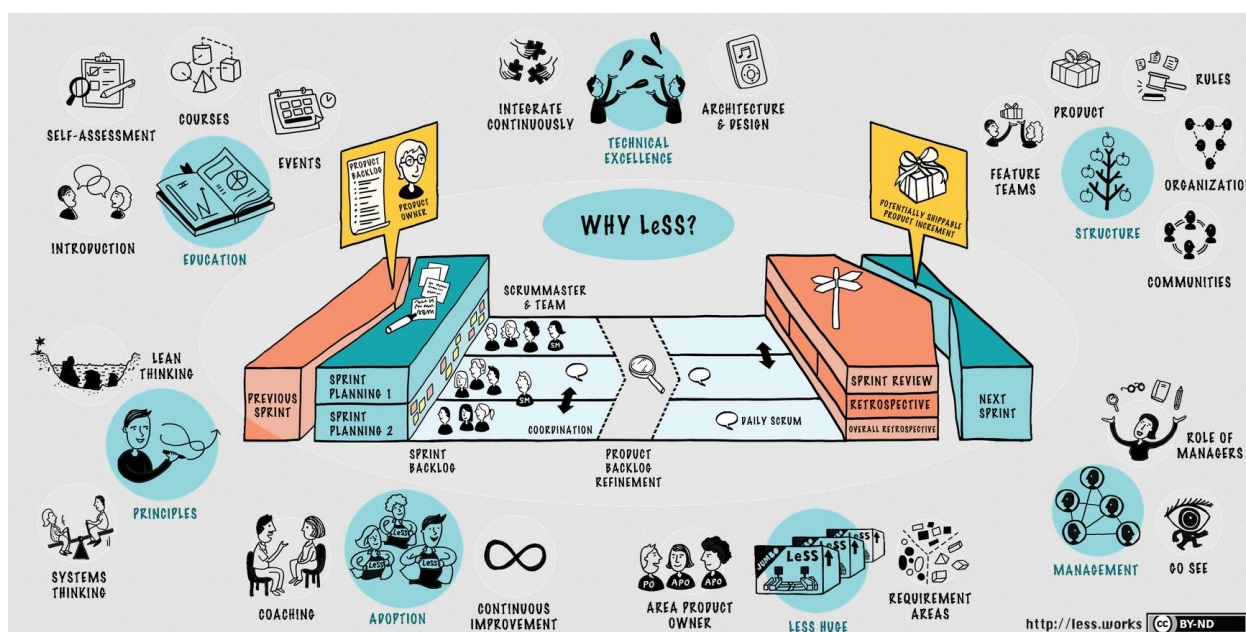 SELF-ASSESSMENT
COURSES
EVENTS
INTRODUCTION
EDUCATION
INTEGRATE
CONTINUOUSLY
TECHNICAL
EXCELLENCE
ARCHITECTURE
& DESIGN
PRODUCT
RULES
FEATURE
TEAMS
ORGANIZATION
STRUCTURE
COMMUNITIES
PRODUCT
BACKLOG
PRODUCT
OWNER
WHY LeSS?
POTENTIALLY SHIPPABLE
PRODUCT INCREMENT
SCRUMMASTER
& TEAM
PREVIOUS
SPRINT
SPRINT
PLANNING 1
SPRINT
PLANNING 2
SM
SM
COORDINATION
DAILY SCRUM
SPRINT REVIEW
RETROSPECTIVE
OVERALL RETROSPECTIVE
NEXT
SPRINT
SPRINT
BACKLOG
PRODUCT
BACKLOG
REFINEMENT
LEAN
THINKING
PRINCIPLES
SYSTEMS
THINKING
COACHING
LeSS
LeSS
LeSS
ADOPTION
CONTINUOUS
IMPROVEMENT
PO
APO
APO
AREA PRODUCT
OWNER
JUMBO
LeSS
LeSS
LESS HUGE
REQUIREMENT
AREAS
ROLE OF
MANAGERS
MANAGEMENT
GO SEE
http://less.works
cc BY-ND